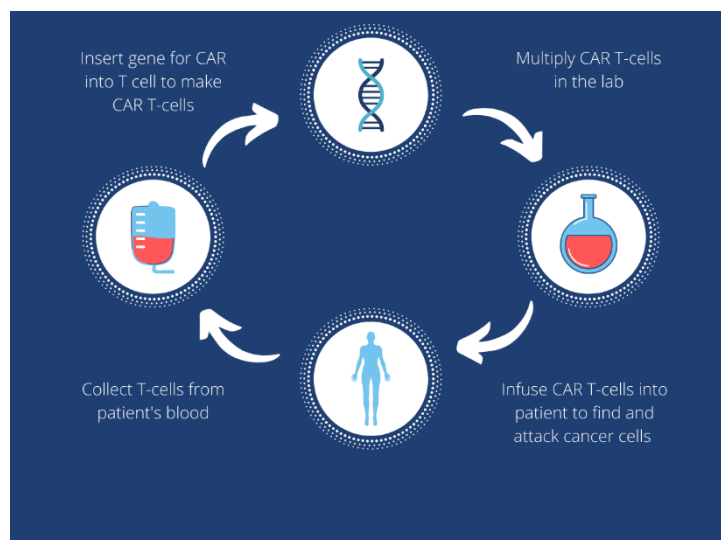 Insert gene for CAR
into T cell to make
CAR T-cells
Multiply CAR T-cells
in the lab
Collect T-cells from
patient's blood
Infuse CAR T-cells into
patient to find and
attack cancer cells